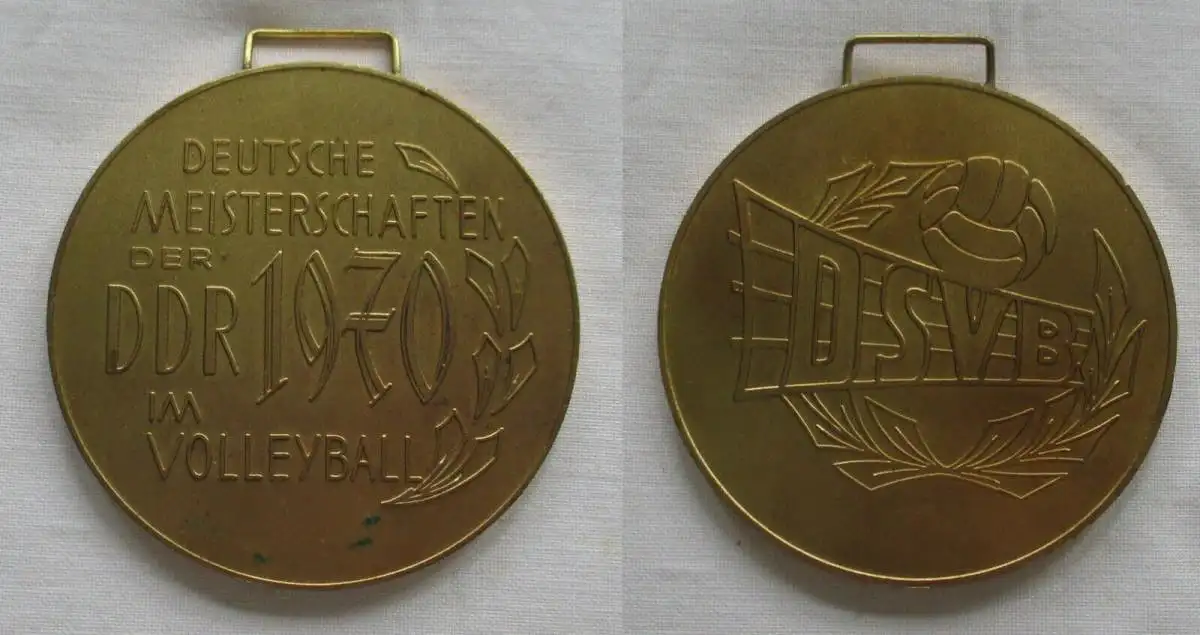 DEUTSCHE
MEISTERSCHAFTEN
DER
DDR 1970
IM
VOLLEYBALL
DSVB